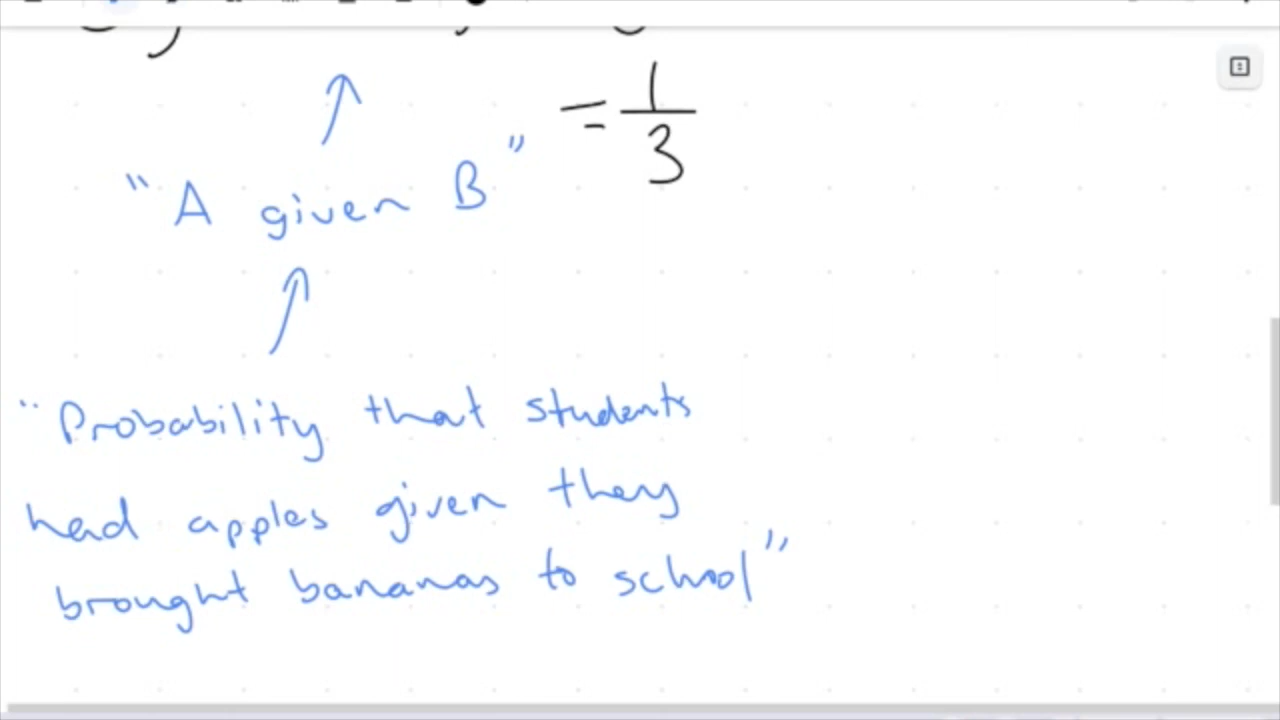 = 1/3
“A given B”
“Probability that students
had apples given they
brought bananas to school”